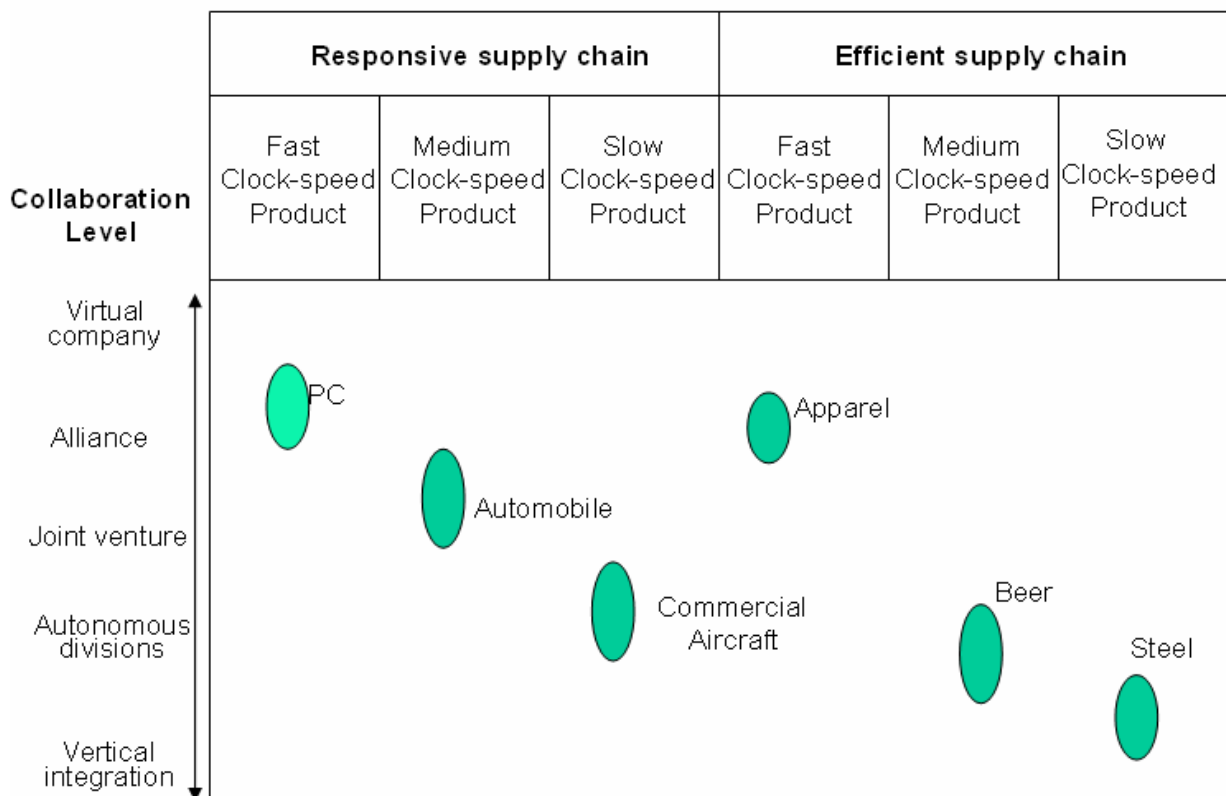 Responsive supply chain
Efficient supply chain
Collaboration
Level
Fast
Clock-speed
Product
Medium
Clock-speed
Product
Slow
Clock-speed
Product
Fast
Clock-speed
Product
Medium
Clock-speed
Product
Slow
Clock-speed
Product
Virtual
company
PC
Apparel
Alliance
Automobile
Joint venture
Beer
Commercial
Aircraft
Autonomous
divisions
Steel
Vertical
integration